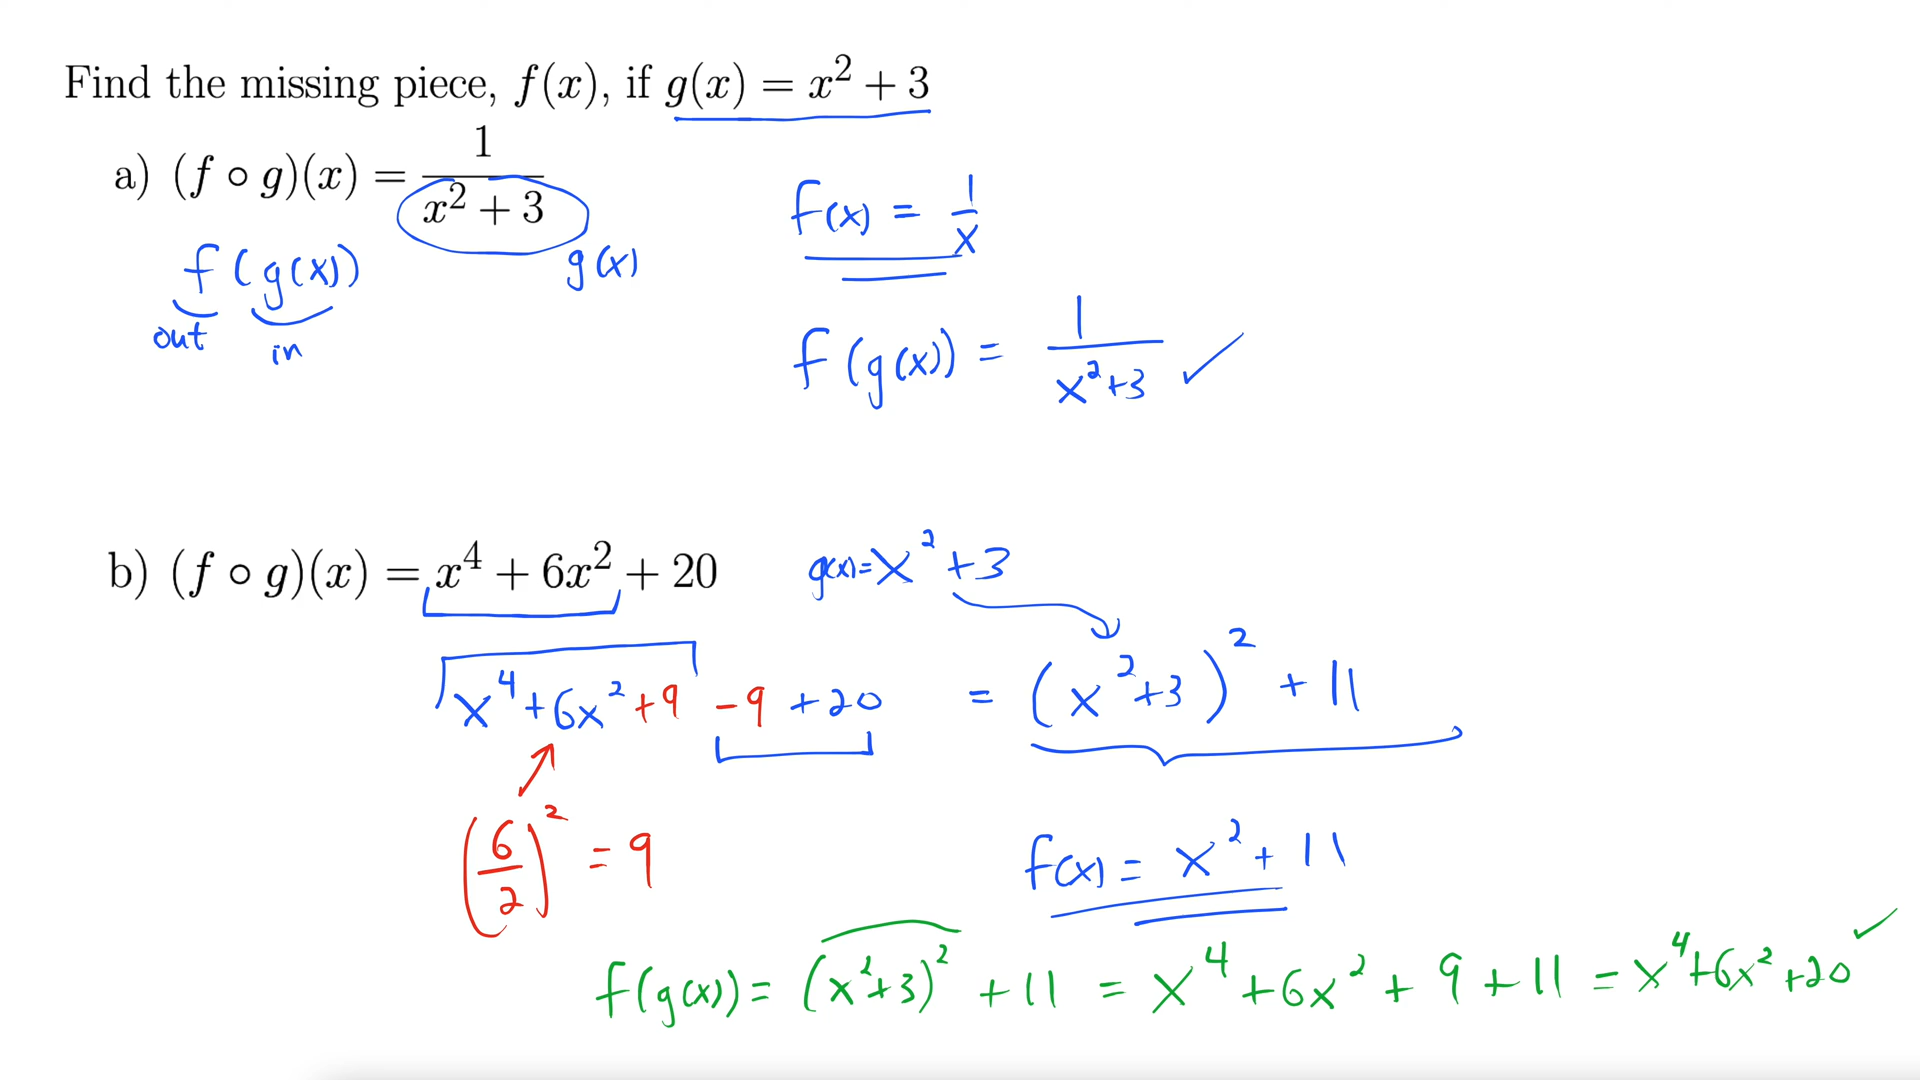 Find the missing piece, f(x), if g(x) = x² + 3
a) (f ∘ g)(x) = 1/(x² + 3)
f(g(x))
out
in
g(x)
f(x) = 1/x
f(g(x)) = 1/(x²+3) ✓
b) (f ∘ g)(x) = x⁴ + 6x² + 20
g(x) = x² + 3
x⁴ + 6x² + 9 - 9 + 20 = (x²+3)² + 11
(6/2)² = 9
f(x) = x² + 11
f(g(x)) = (x²+3)² + 11 = x⁴ + 6x² + 9 + 11 = x⁴ + 6x² + 20 ✓